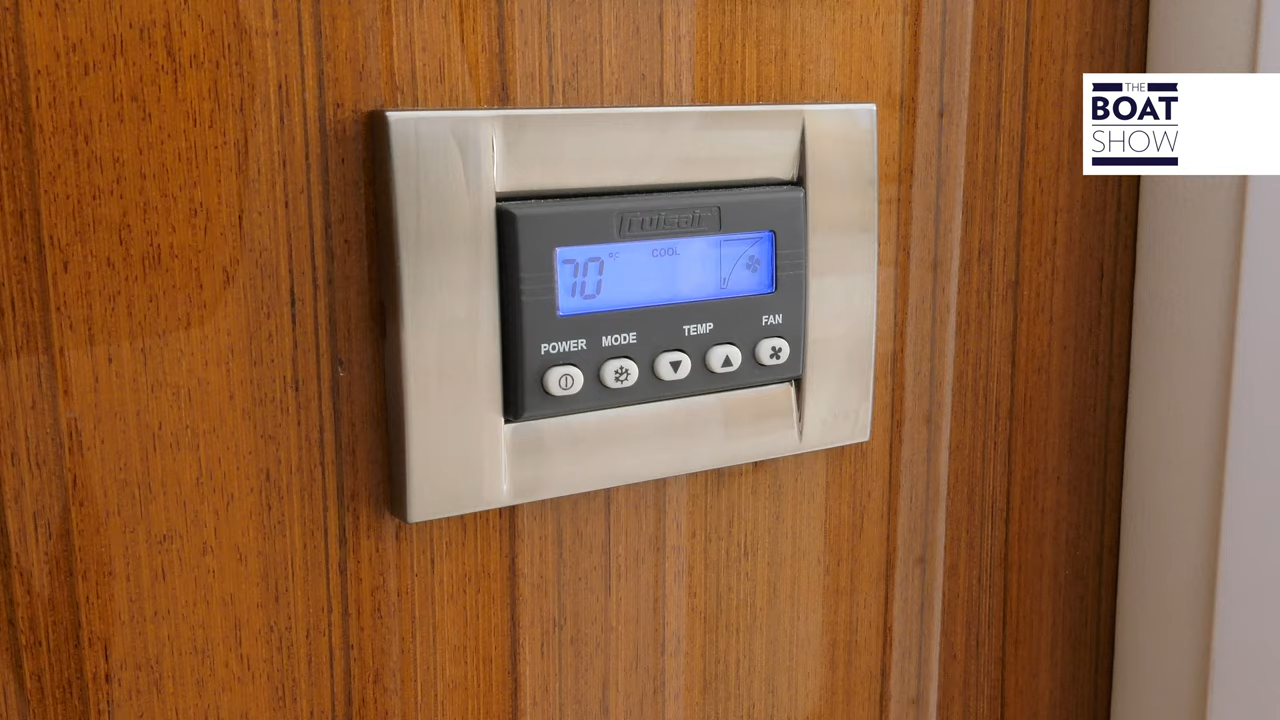 THE
BOAT
SHOW
Cruisair
70 °F COOL
POWER MODE TEMP FAN